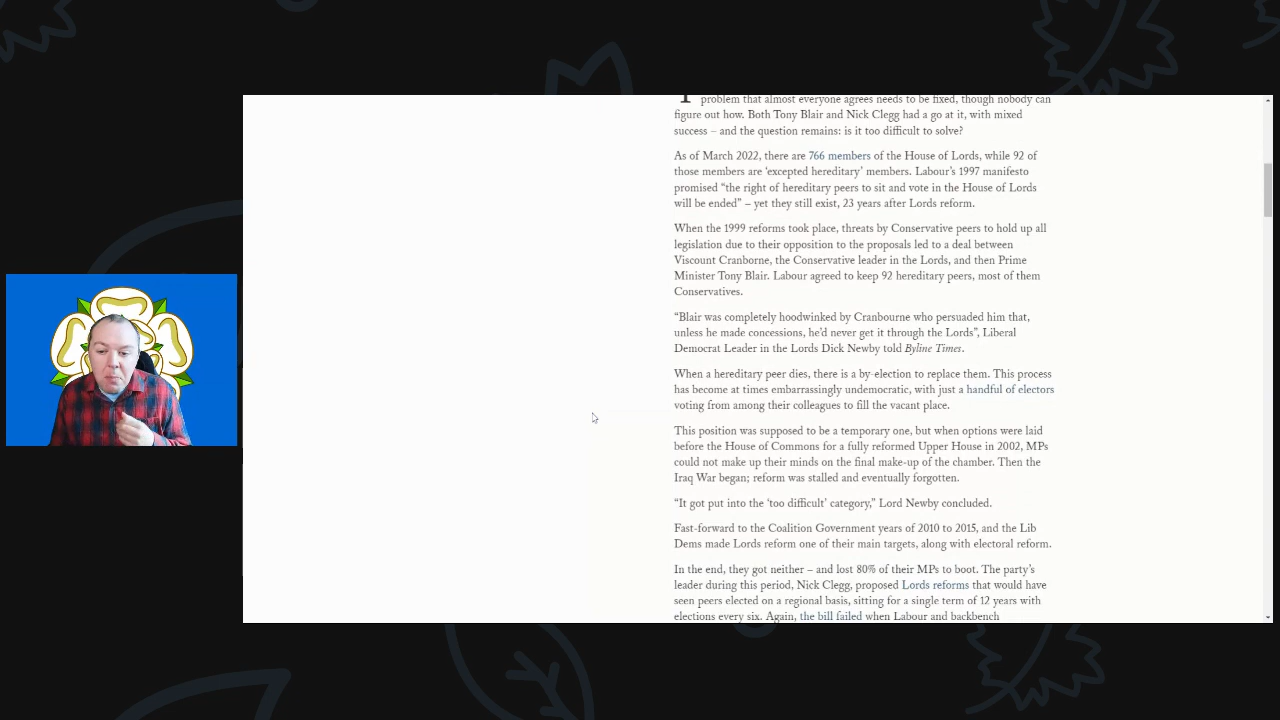 problem that almost everyone agrees needs to be fixed, though nobody can
figure out how. Both Tony Blair and Nick Clegg had a go at it, with mixed
success – and the question remains: is it too difficult to solve?
As of March 2022, there are 766 members of the House of Lords, while 92 of
those members are ‘excepted hereditary’ members. Labour’s 1997 manifesto
promised “the right of hereditary peers to sit and vote in the House of Lords
will be ended” – yet they still exist, 23 years after Lords reform.
When the 1999 reforms took place, threats by Conservative peers to hold up all
legislation due to their opposition to the proposals led to a deal between
Viscount Cranborne, the Conservative leader in the Lords, and then Prime
Minister Tony Blair. Labour agreed to keep 92 hereditary peers, most of them
Conservatives.
“Blair was completely hoodwinked by Cranbourne who persuaded him that,
unless he made concessions, he’d never get it through the Lords”, Liberal
Democrat Leader in the Lords Dick Newby told Byline Times.
When a hereditary peer dies, there is a by-election to replace them. This process
has become at times embarrassingly undemocratic, with just a handful of electors
voting from among their colleagues to fill the vacant place.
This position was supposed to be a temporary one, but when options were laid
before the House of Commons for a fully reformed Upper House in 2002, MPs
could not make up their minds on the final make-up of the chamber. Then the
Iraq War began; reform was stalled and eventually forgotten.
“It got put into the ‘too difficult’ category,” Lord Newby concluded.
Fast-forward to the Coalition Government years of 2010 to 2015, and the Lib
Dems made Lords reform one of their main targets, along with electoral reform.
In the end, they got neither – and lost 80% of their MPs to boot. The party’s
leader during this period, Nick Clegg, proposed Lords reforms that would have
seen peers elected on a regional basis, sitting for a single term of 12 years with
elections every six. Again, the bill failed when Labour and backbench